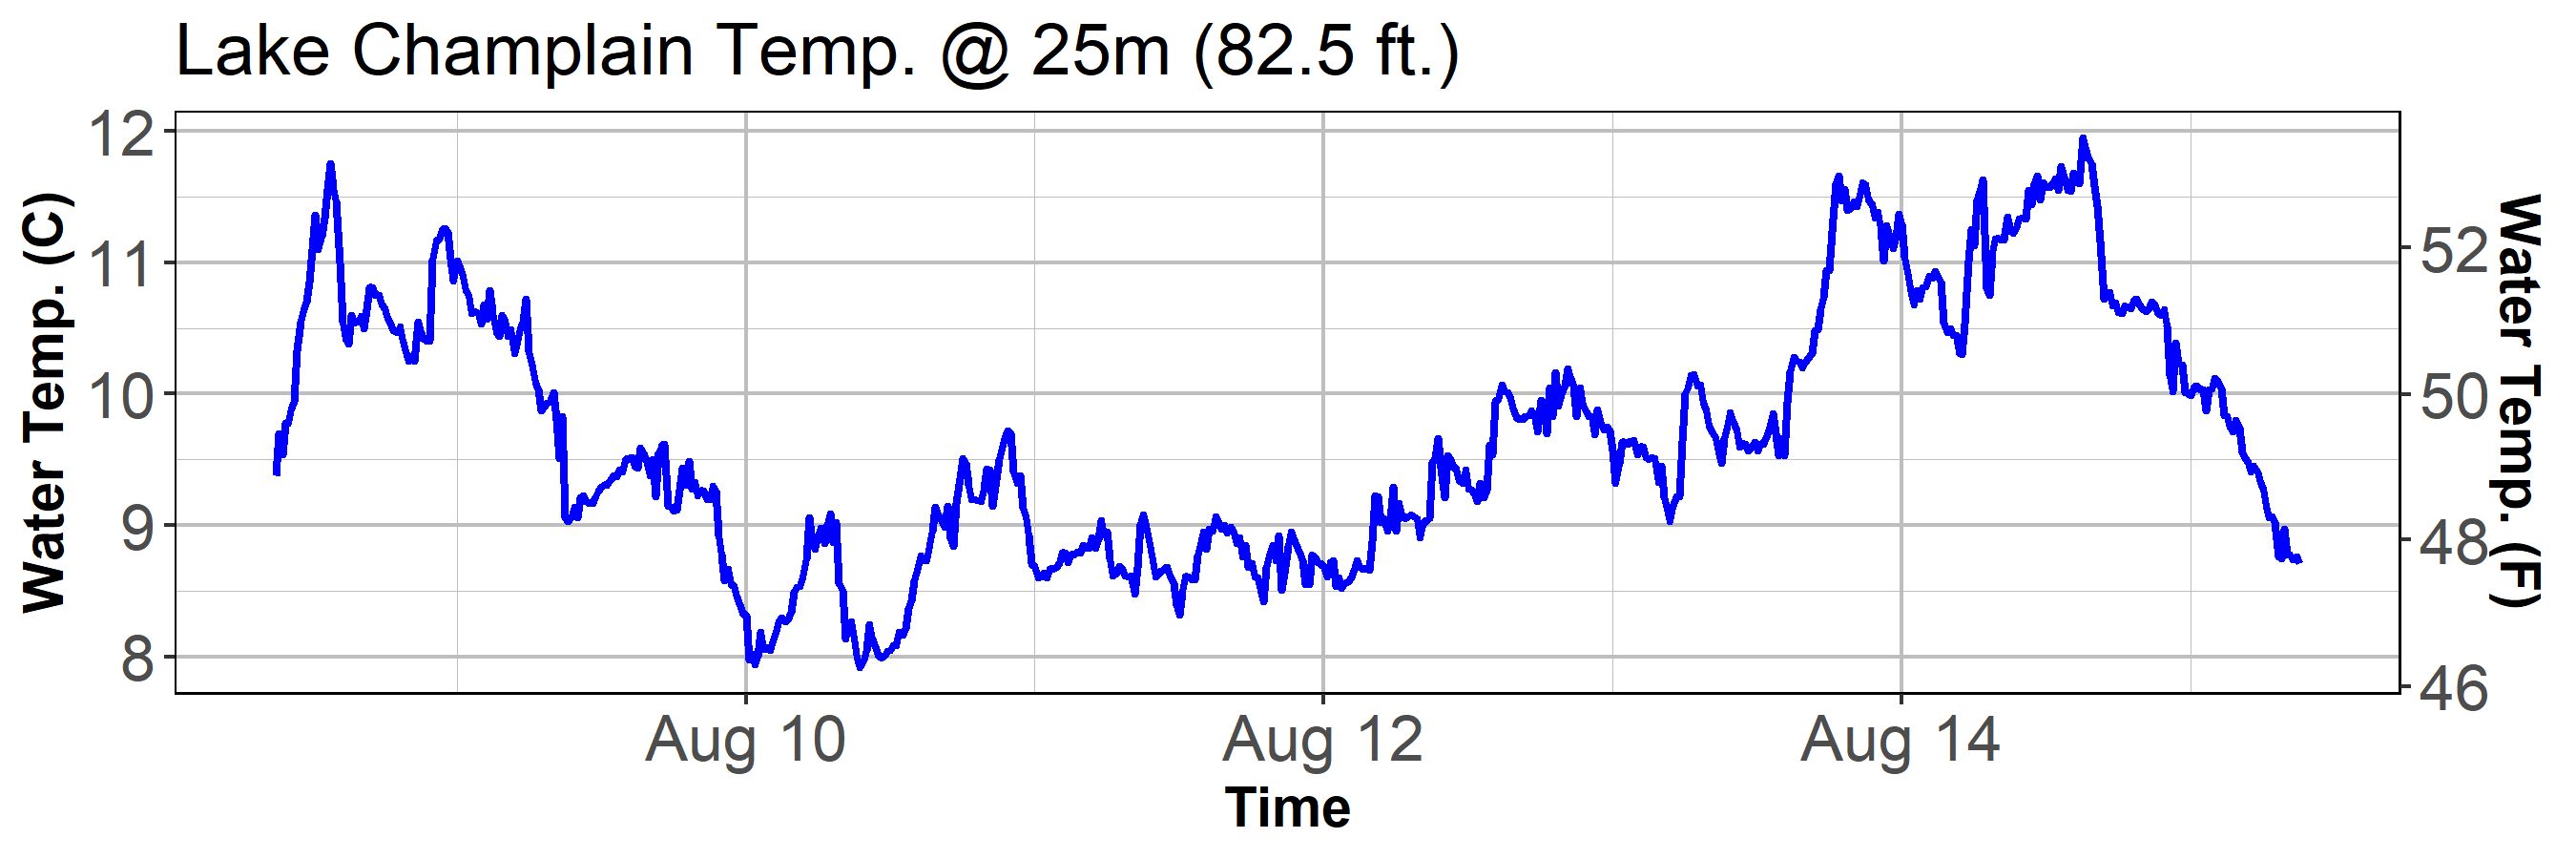 Lake Champlain Temp. @ 25m (82.5 ft.)
Water Temp. (C)
12
11
10
9
8
52
50
48
46
Water Temp. (F)
Aug 10 Aug 12 Aug 14
Time